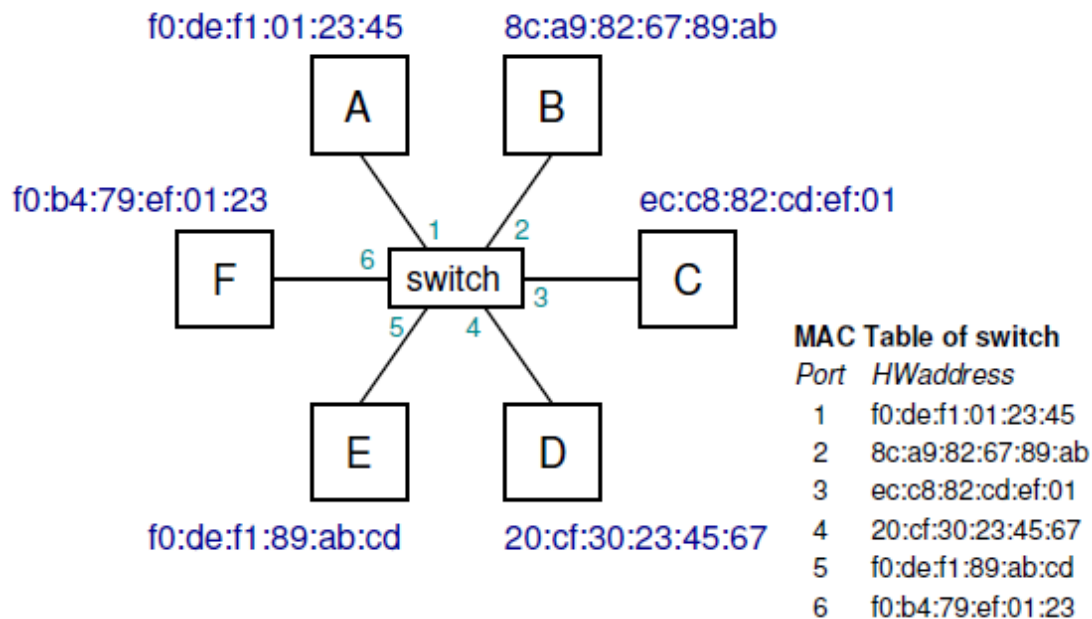 f0:de:f1:01:23:45
8c:a9:82:67:89:ab
A
B
f0:b4:79:ef:01:23
ec:c8:82:cd:ef:01
1
2
F
6
switch
C
3
5
4
MAC Table of switch
Port HWaddress
1 f0:de:f1:01:23:45
E
D
2 8c:a9:82:67:89:ab
3 ec:c8:82:cd:ef:01
f0:de:f1:89:ab:cd
20:cf:30:23:45:67
4 20:cf:30:23:45:67
5 f0:de:f1:89:ab:cd
6 f0:b4:79:ef:01:23